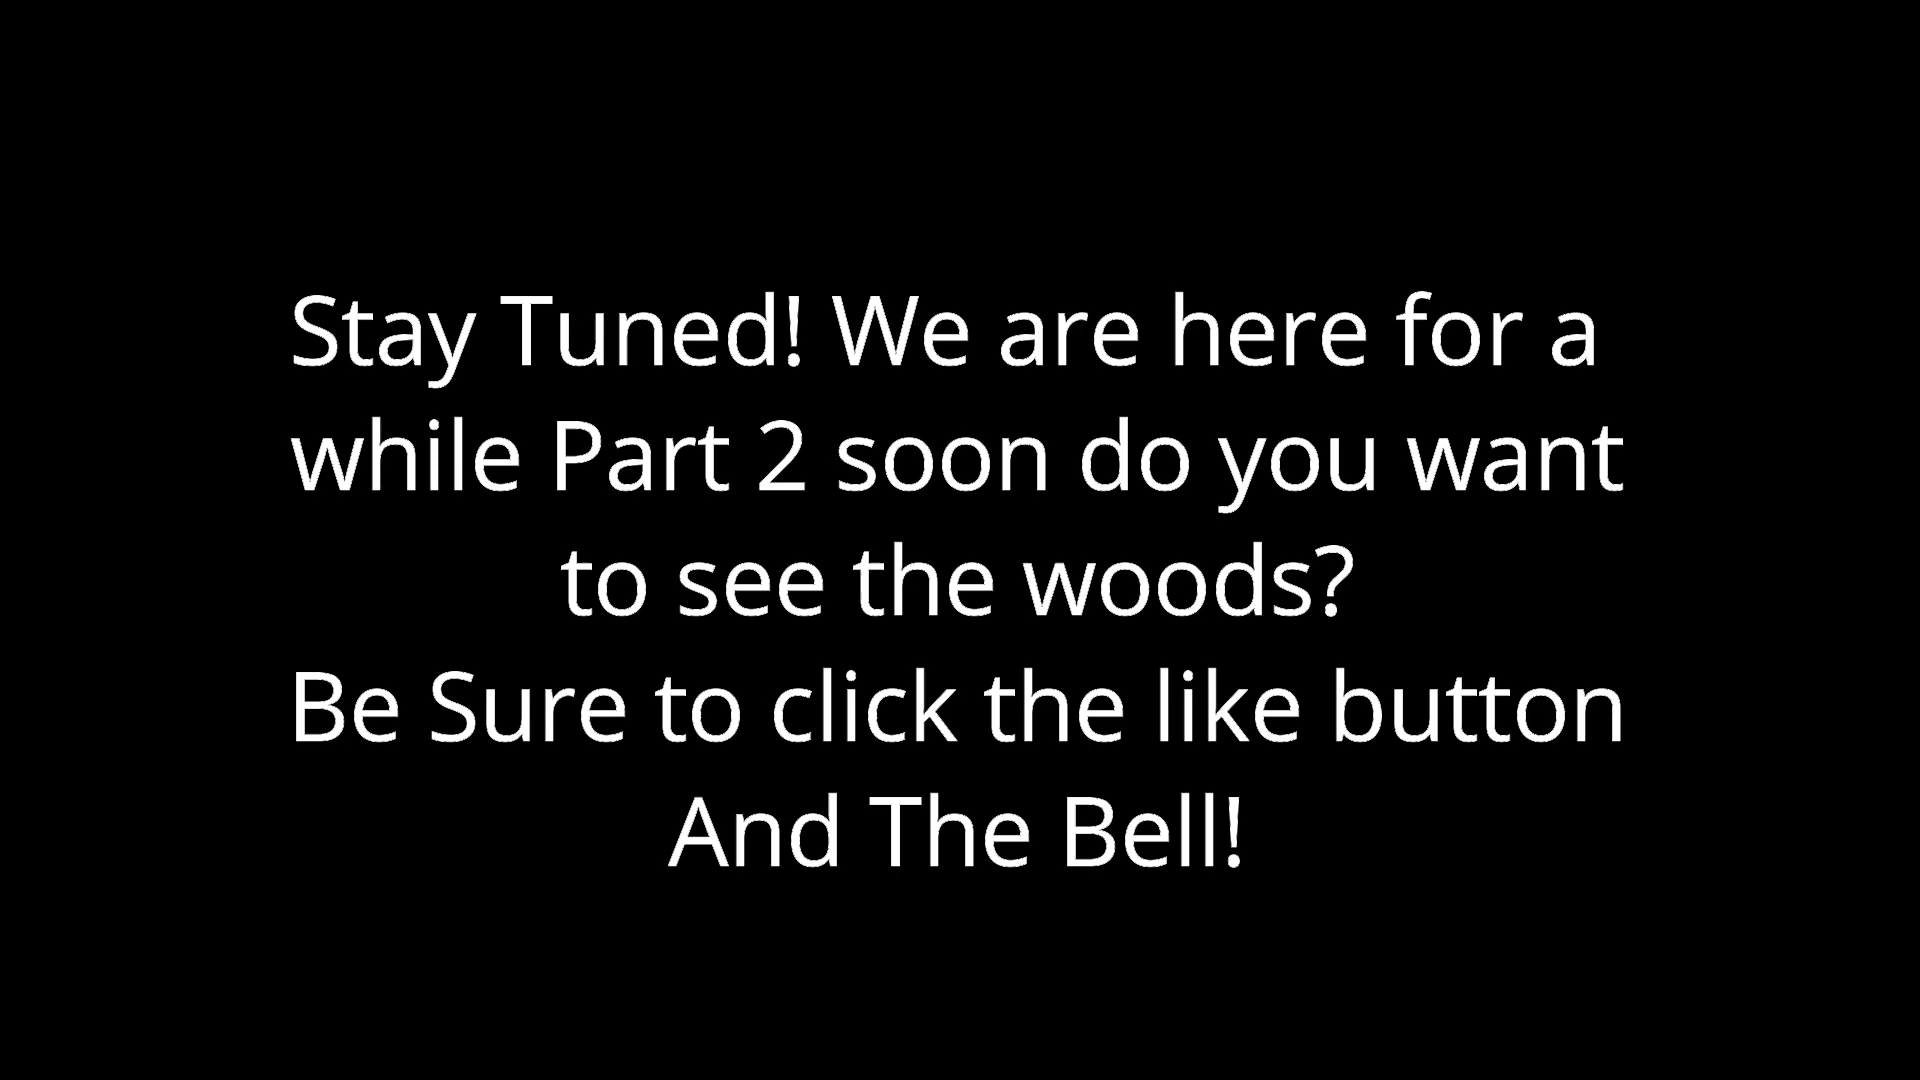 Stay Tuned! We are here for a
while Part 2 soon do you want
to see the woods?
Be Sure to click the like button
And The Bell!